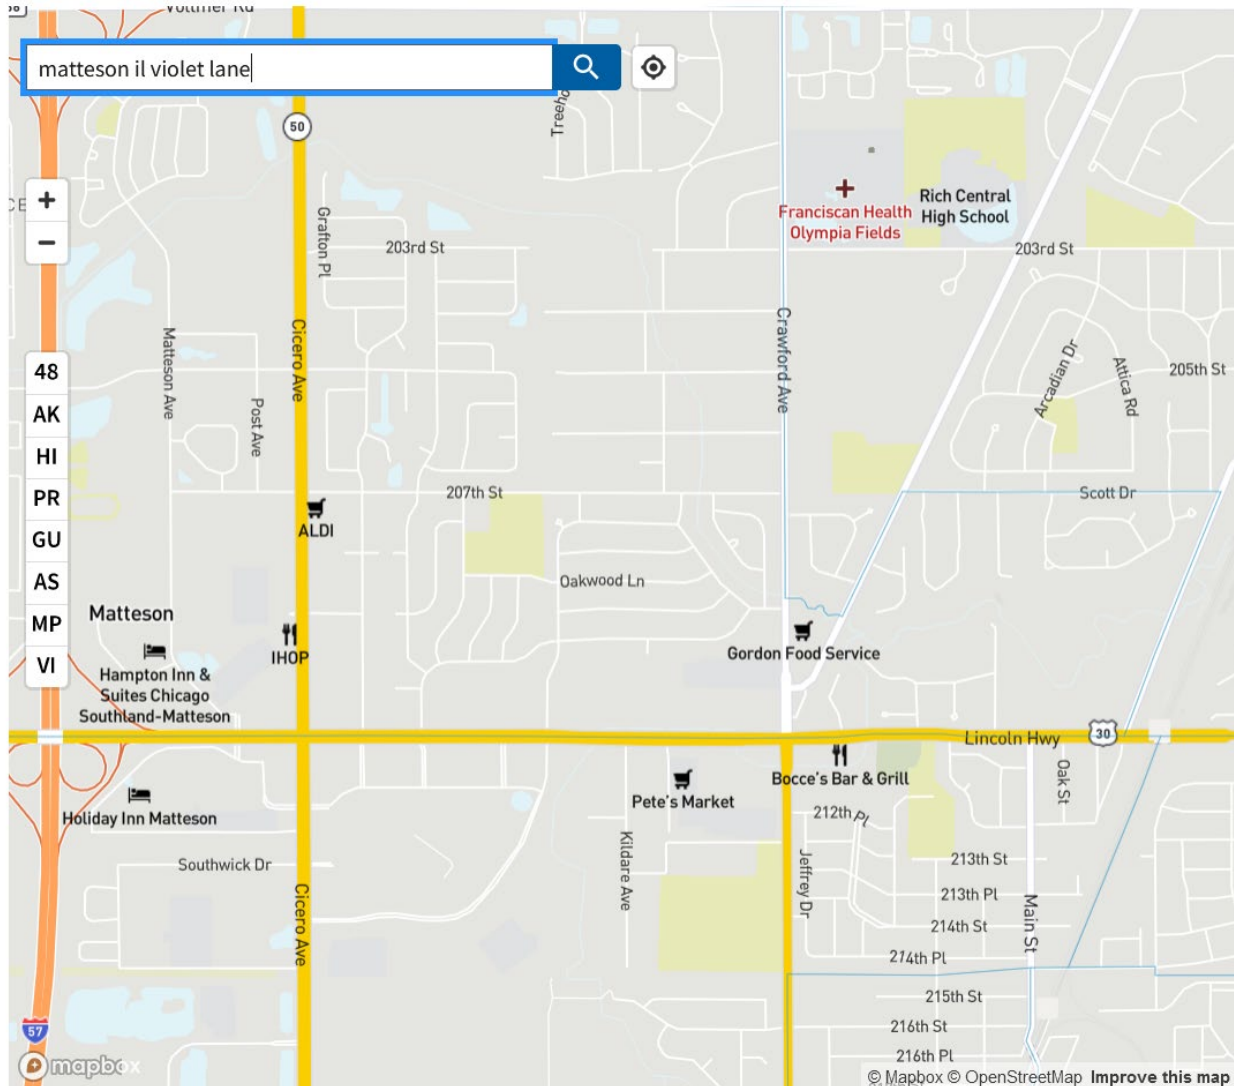 58
Vollmer Rd
matteson il violet lane
50
+
Franciscan Health
Olympia Fields
Rich Central
High School
−
Grafton Pl
203rd St
203rd St
Matteson Ave
Cicero Ave
Crawford Ave
Arcadian Dr
Attica Rd
205th St
48
AK
HI
PR
GU
AS
MP
VI
Post Ave
207th St
Scott Dr
ALDI
Oakwood Ln
Matteson
IHOP
Gordon Food Service
Hampton Inn &
Suites Chicago
Southland-Matteson
Lincoln Hwy
30
Bocce's Bar & Grill
Oak St
Pete's Market
Holiday Inn Matteson
212th Pl
Kildare Ave
Jeffrey Dr
Southwick Dr
213th St
Cicero Ave
213th Pl
Main St
214th St
214th Pl
215th St
57
216th St
216th Pl
mapbox
© Mapbox © OpenStreetMap Improve this map